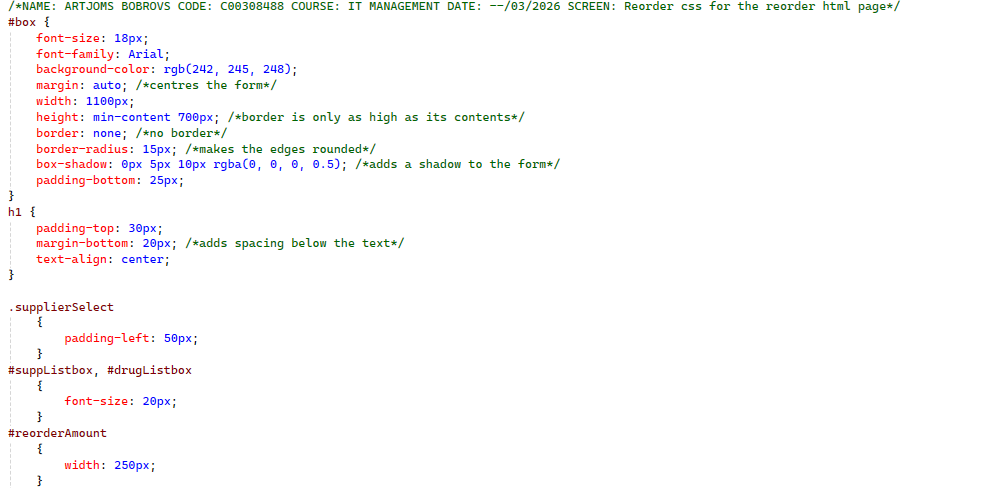 /*NAME: ARTJOMS BOBROVS CODE: C00308488 COURSE: IT MANAGEMENT DATE: --/03/2026 SCREEN: Reorder css for the reorder html page*/
#box {
    font-size: 18px;
    font-family: Arial;
    background-color: rgb(242, 245, 248);
    margin: auto; /*centres the form*/
    width: 1100px;
    height: min-content 700px; /*border is only as high as its contents*/
    border: none; /*no border*/
    border-radius: 15px; /*makes the edges rounded*/
    box-shadow: 0px 5px 10px rgba(0, 0, 0, 0.5); /*adds a shadow to the form*/
    padding-bottom: 25px;
}
h1 {
    padding-top: 30px;
    margin-bottom: 20px; /*adds spacing below the text*/
    text-align: center;
}

.supplierSelect
    {
        padding-left: 50px;
    }
#suppListbox, #drugListbox
    {
        font-size: 20px;
    }
#reorderAmount
    {
        width: 250px;
    }